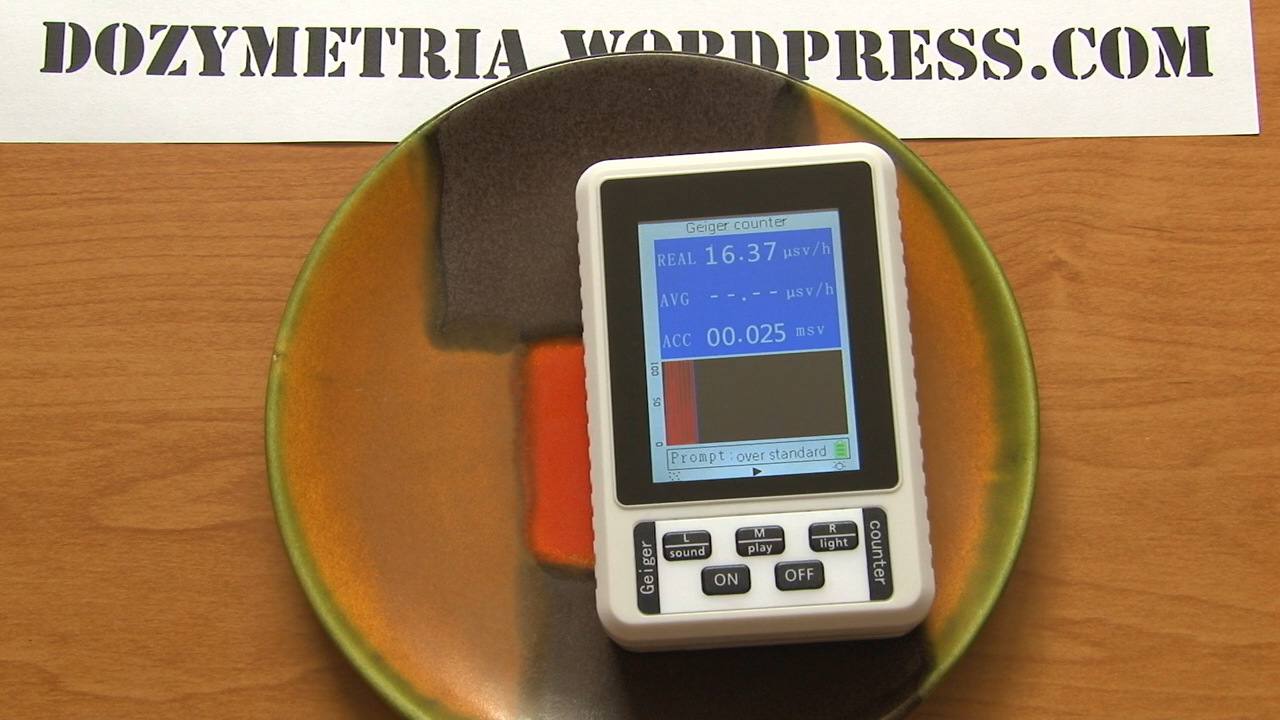 DOZYMETRIA.WORDPRESS.COM
Geiger counter
REAL 16.37 μsv/h
AVG --.-- μsv/h
ACC 00.025 msv
100
50
0
Prompt:over standard
Geiger
L
sound
M
play
R
light
ON
OFF
counter